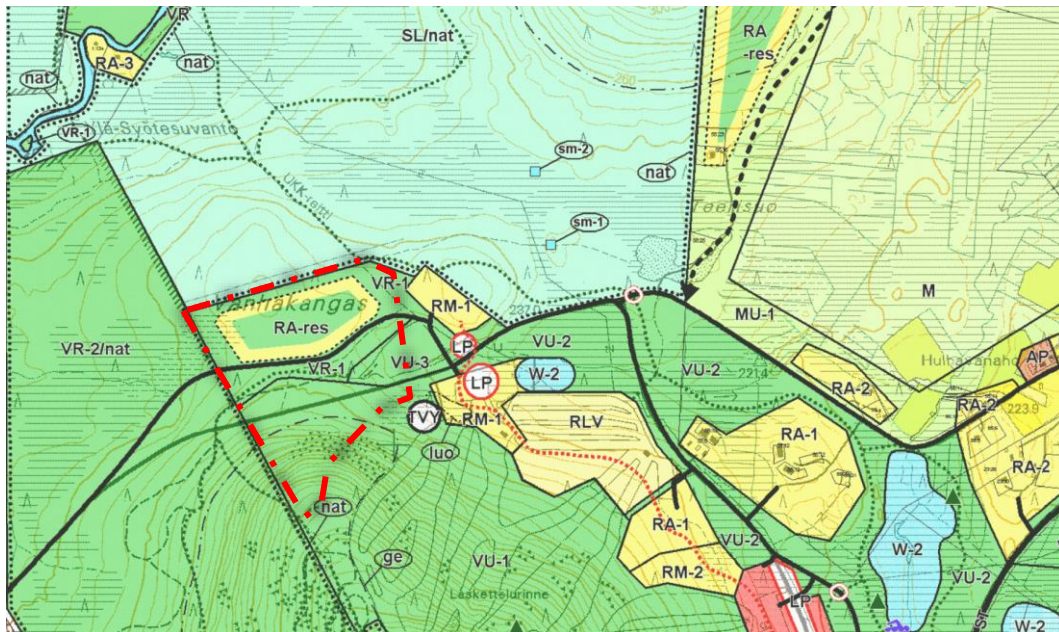 VR
SL/nat
RA
-res
nat
RA-3
nat
VR-1
Ylä-Syötesuvanto
sm-2
nat
UKK-reitti
sm-1
VR-1
RM-1
M
Vanhakangas
MU-1
RA-res
LP
VU-2
VR-2/nat
VU-3
VR-1
VU-2
221.4
AP
LP
W-2
RA-2
RA-2
223.9
TVY
RM-1
RLV
RA-1
luo
RA-2
nat
RA-1
W-2
VU-2
ge
VU-1
RM-2
VU-2
Laskettelurinne
LP
ST
W-2